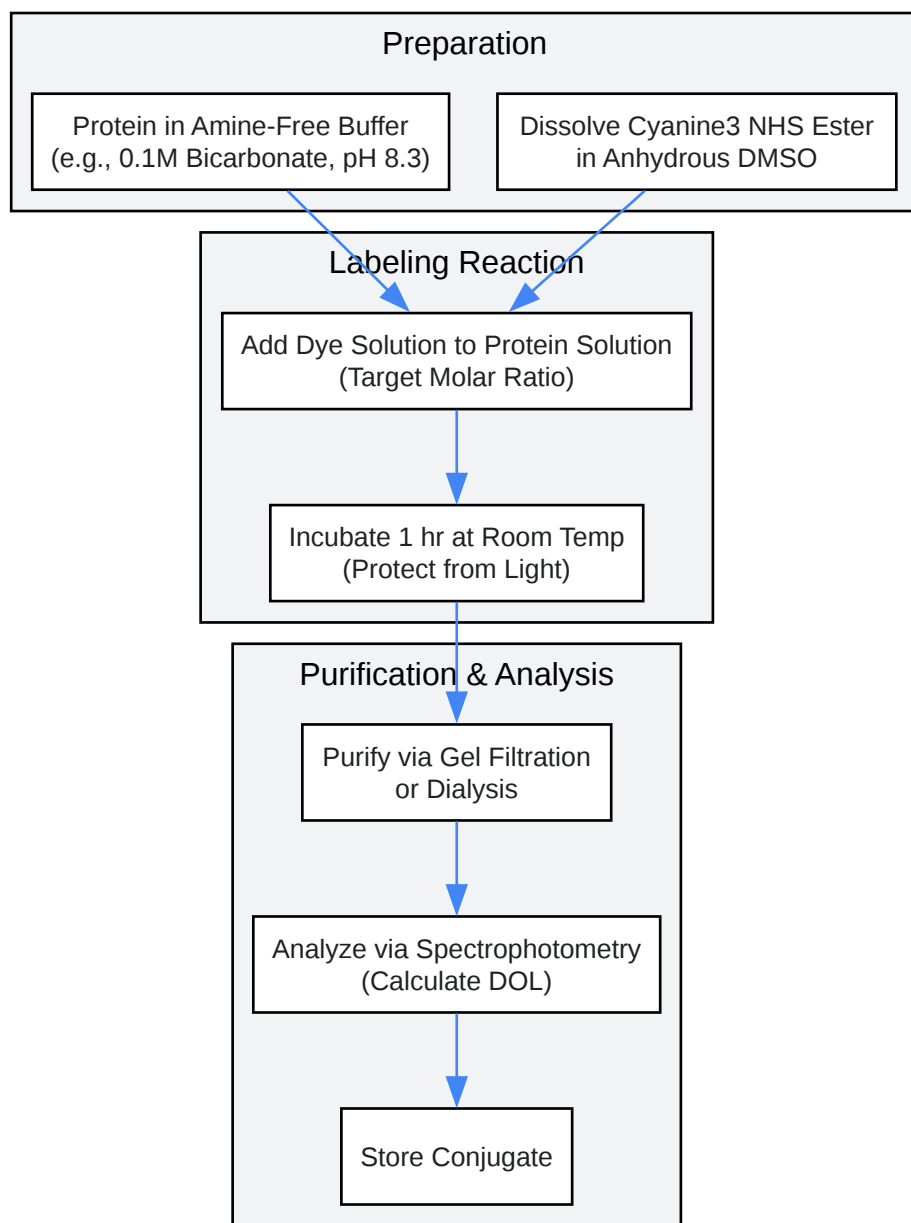 Preparation
Protein in Amine-Free Buffer
(e.g., 0.1M Bicarbonate, pH 8.3)
Dissolve Cyanine3 NHS Ester
in Anhydrous DMSO
Labeling Reaction
Add Dye Solution to Protein Solution
(Target Molar Ratio)
Incubate 1 hr at Room Temp
(Protect from Light)
Purification & Analysis
Purify via Gel Filtration
or Dialysis
Analyze via Spectrophotometry
(Calculate DOL)
Store Conjugate